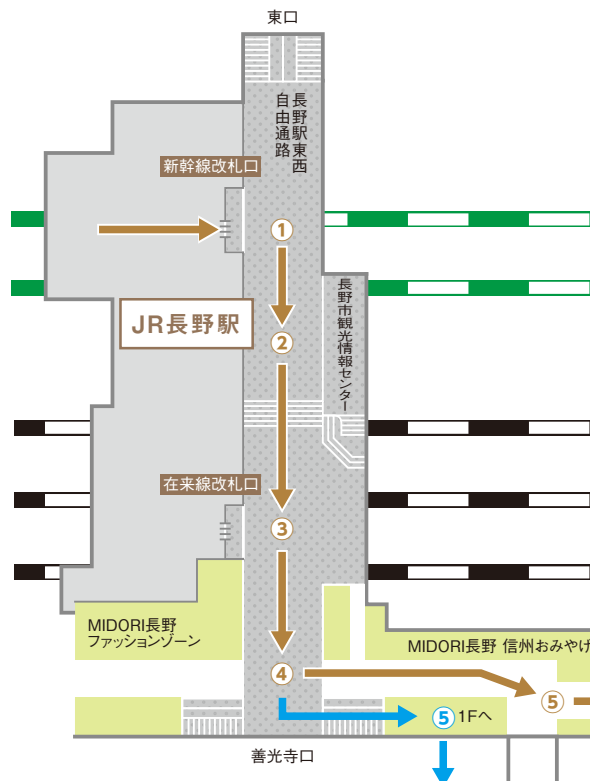 東口
長野駅東西
自由通路
新幹線改札口
①
長野市観光情報センター
JR長野駅
②
在来線改札口
③
MIDORI長野
ファッションゾーン
MIDORI長野 信州おみやげ
④
⑤
⑤ 1Fへ
善光寺口